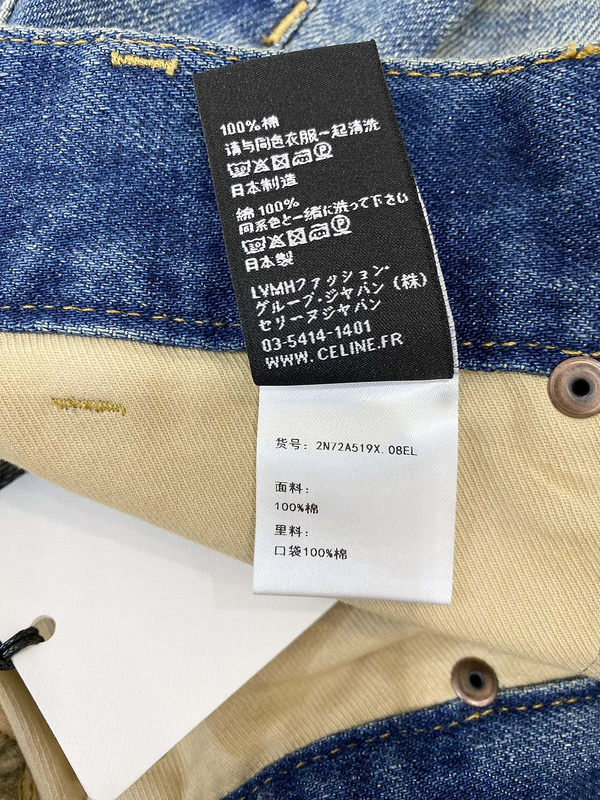 100%棉
请与同色衣服一起清洗
日本制造
綿 100%
同系色と一緒に洗って下さい
日本製
LVMHファッション・
グループ・ジャパン(株)
セリーヌジャパン
03-5414-1401
WWW.CELINE.FR
货号: 2N72A519X.08EL
面料:
100%棉
里料:
口袋100%棉